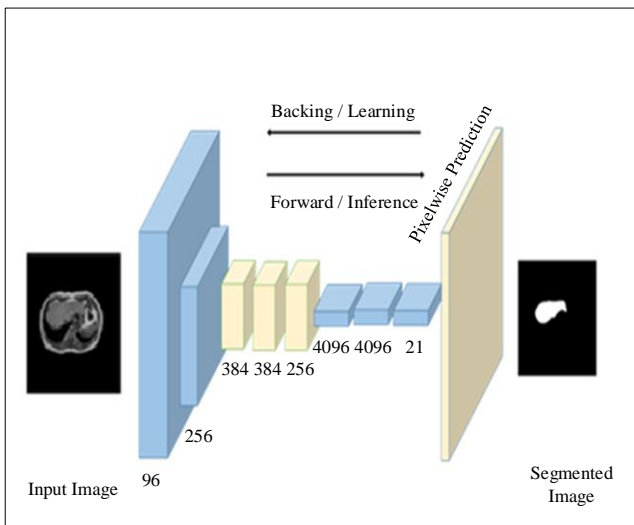 Backing / Learning
Forward / Inference
Pixelwise Prediction
384 384 256
4096 4096 21
256
96
Input Image
Segmented
Image